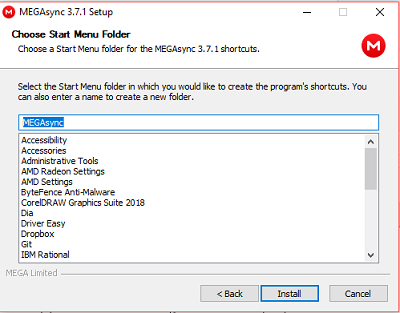 MEGAsync 3.7.1 Setup
Choose Start Menu Folder
Choose a Start Menu folder for the MEGAsync 3.7.1 shortcuts.
M
Select the Start Menu folder in which you would like to create the program's shortcuts. You
can also enter a name to create a new folder.
MEGAsync
Accessibility
Accessories
Administrative Tools
AMD Radeon Settings
AMD Settings
ByteFence Anti-Malware
CorelDRAW Graphics Suite 2018
Dia
Driver Easy
Dropbox
Git
IBM Rational
MEGA Limited
< Back
Install
Cancel